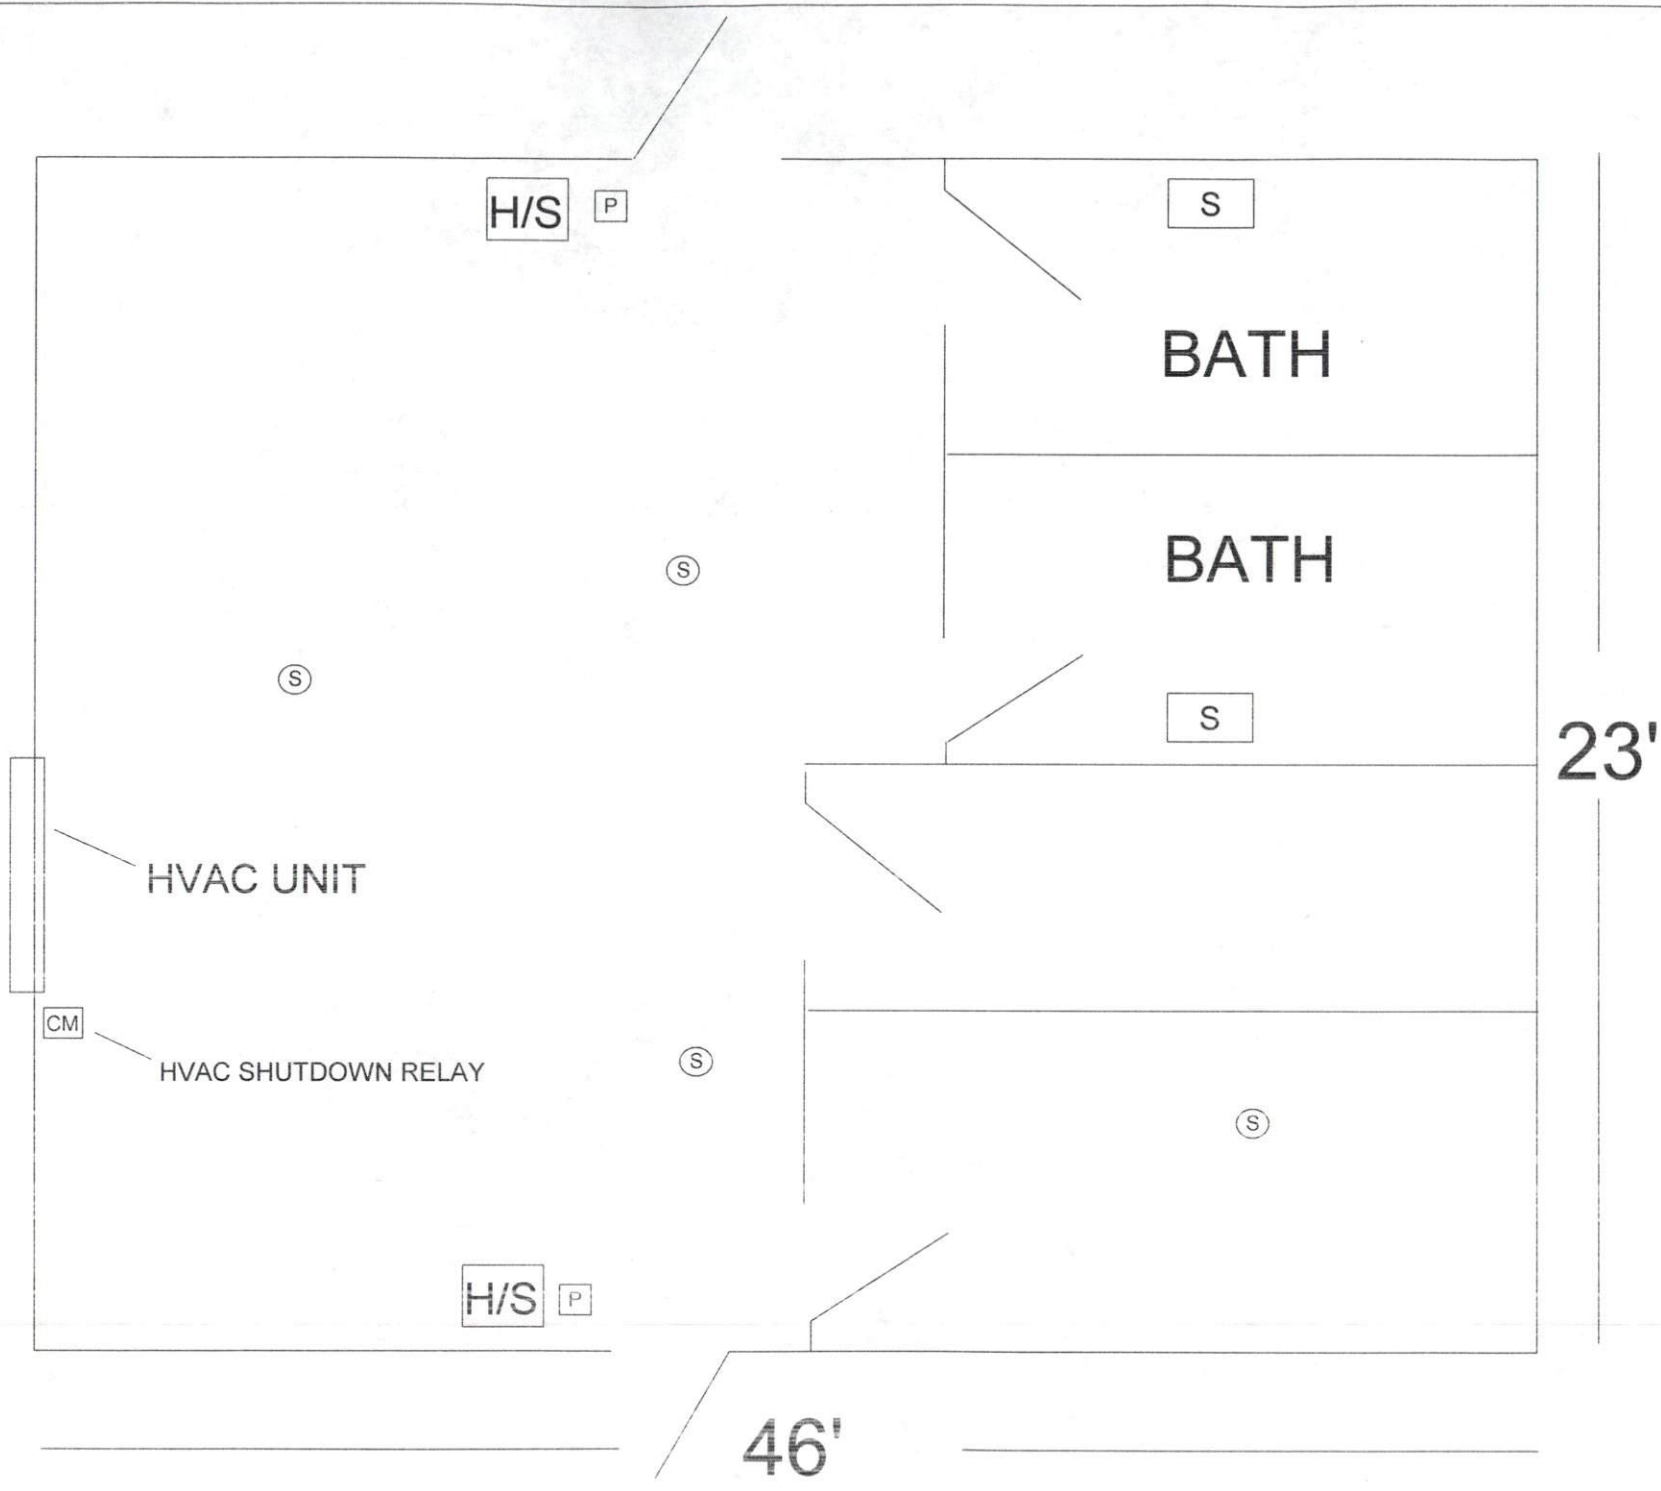 H/S P
S
BATH
BATH
S
S
S
23'
HVAC UNIT
CM
HVAC SHUTDOWN RELAY
S
S
H/S P
46'